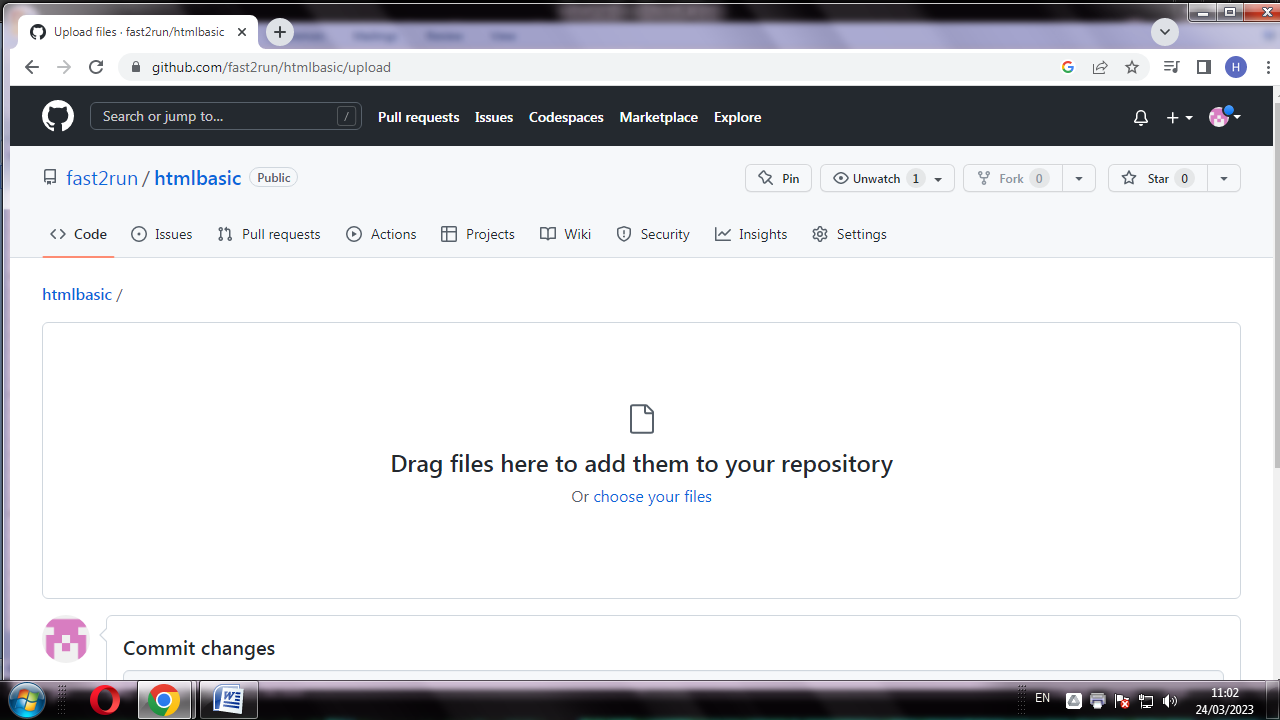 Upload files · fast2run/htmlbasic
github.com/fast2run/htmlbasic/upload
H
Search or jump to...
/
Pull requests
Issues
Codespaces
Marketplace
Explore
fast2run / htmlbasic
Public
Pin
Unwatch 1
Fork 0
Star 0
Code
Issues
Pull requests
Actions
Projects
Wiki
Security
Insights
Settings
htmlbasic /
Drag files here to add them to your repository
Or choose your files
Commit changes
EN
11:02
24/03/2023